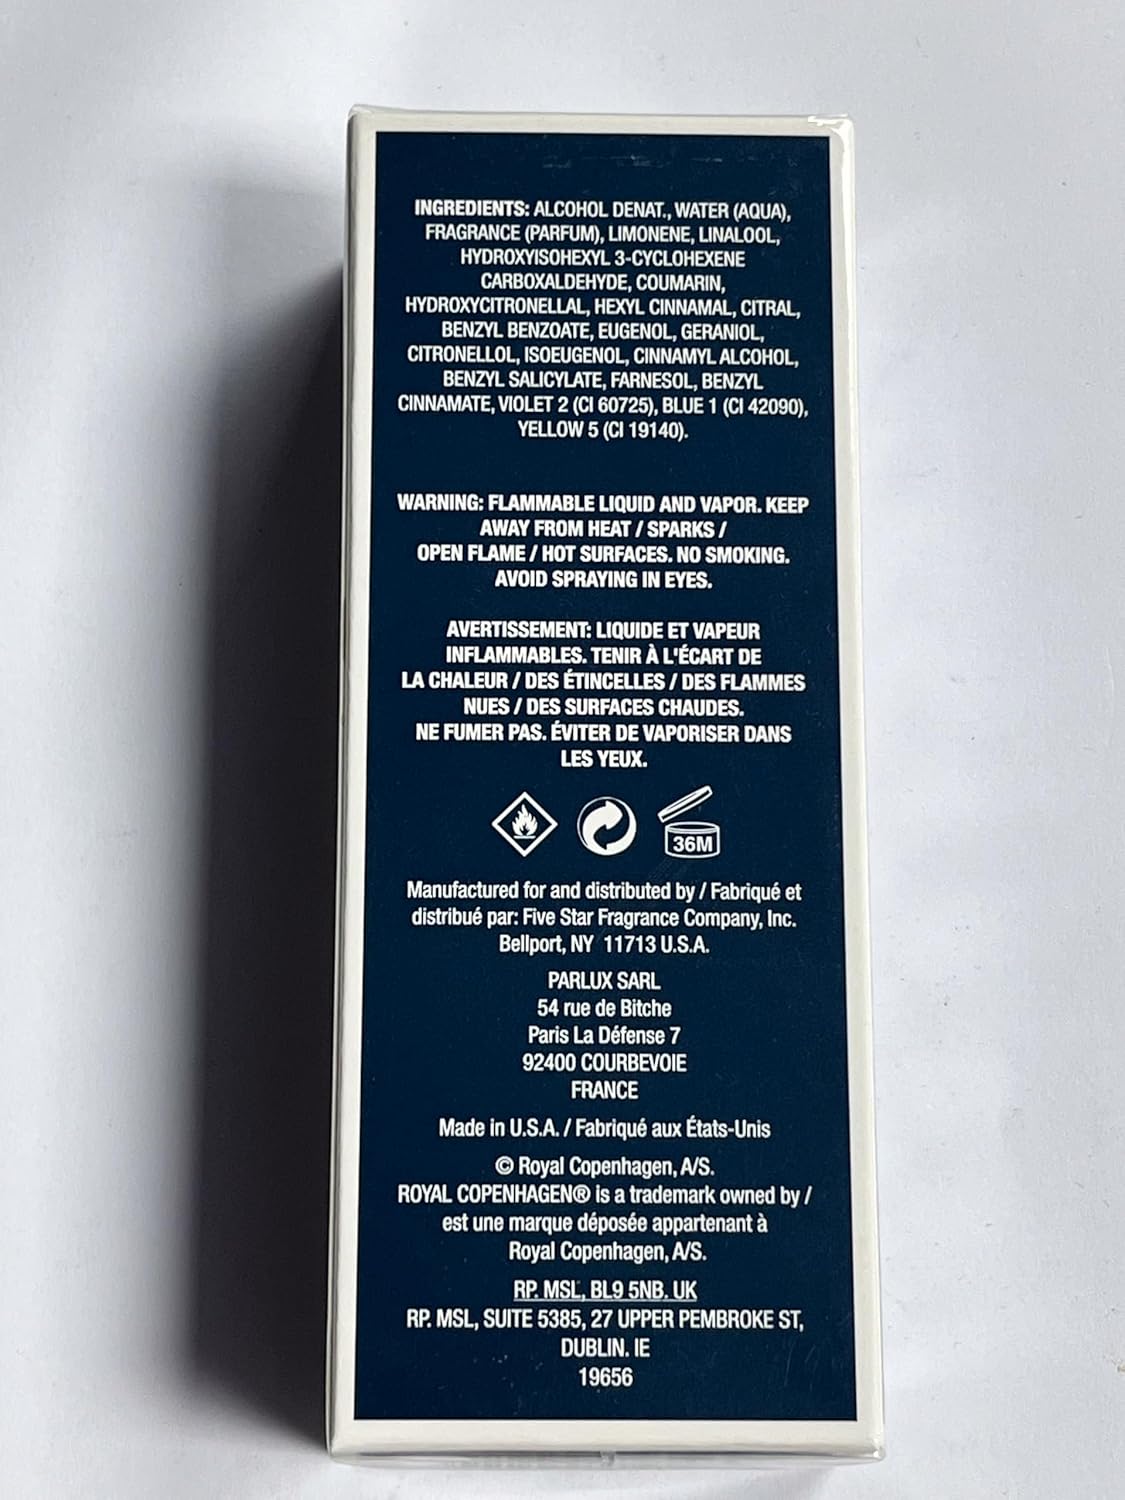 INGREDIENTS: ALCOHOL DENAT., WATER (AQUA),
FRAGRANCE (PARFUM), LIMONENE, LINALOOL,
HYDROXYISOHEXYL 3-CYCLOHEXENE
CARBOXALDEHYDE, COUMARIN,
HYDROXYCITRONELLAL, HEXYL CINNAMAL, CITRAL,
BENZYL BENZOATE, EUGENOL, GERANIOL,
CITRONELLOL, ISOEUGENOL, CINNAMYL ALCOHOL,
BENZYL SALICYLATE, FARNESOL, BENZYL
CINNAMATE, VIOLET 2 (CI 60725), BLUE 1 (CI 42090),
YELLOW 5 (CI 19140).
WARNING: FLAMMABLE LIQUID AND VAPOR. KEEP
AWAY FROM HEAT / SPARKS /
OPEN FLAME / HOT SURFACES. NO SMOKING.
AVOID SPRAYING IN EYES.
AVERTISSEMENT: LIQUIDE ET VAPEUR
INFLAMMABLES. TENIR À L'ÉCART DE
LA CHALEUR / DES ÉTINCELLES / DES FLAMMES
NUES / DES SURFACES CHAUDES.
NE FUMER PAS. ÉVITER DE VAPORISER DANS
LES YEUX.
36M
Manufactured for and distributed by / Fabriqué et
distribué par: Five Star Fragrance Company, Inc.
Bellport, NY 11713 U.S.A.
PARLUX SARL
54 rue de Bitche
Paris La Défense 7
92400 COURBEVOIE
FRANCE
Made in U.S.A. / Fabriqué aux États-Unis
© Royal Copenhagen, A/S.
ROYAL COPENHAGEN® is a trademark owned by /
est une marque déposée appartenant à
Royal Copenhagen, A/S.
RP. MSL, BL9 5NB. UK
RP. MSL, SUITE 5385, 27 UPPER PEMBROKE ST,
DUBLIN. IE
19656